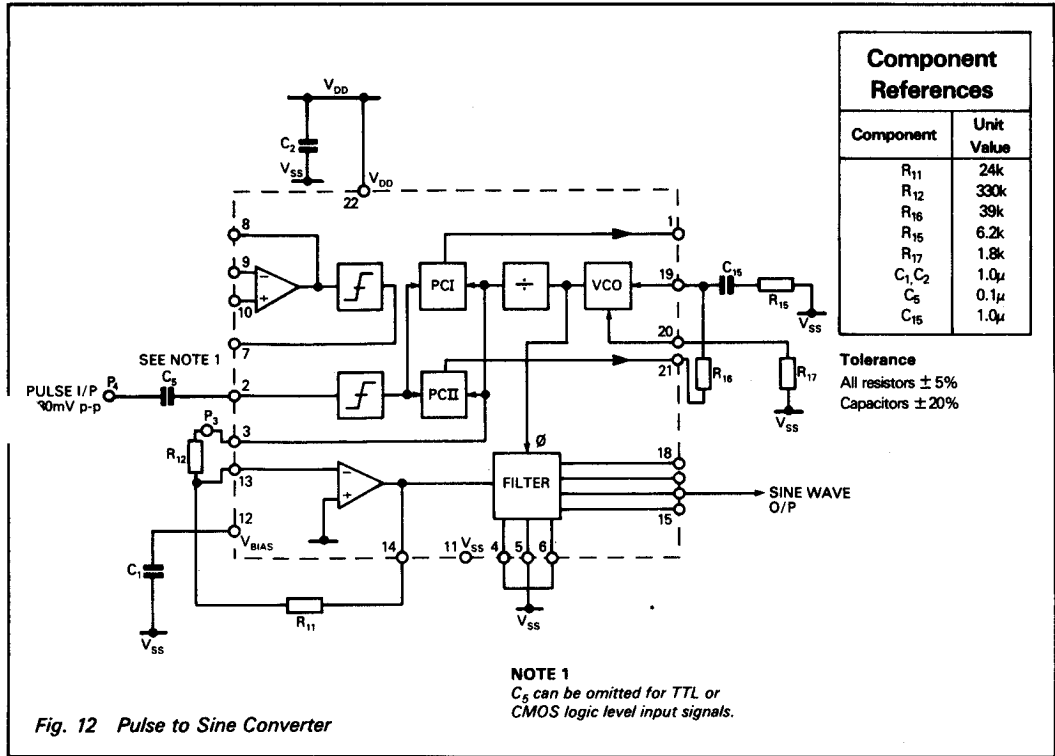 Component
References
Component
Unit
Value
R11 24k
R12 330k
R16 39k
R15 6.2k
R17 1.8k
C1, C2 1.0μ
C5 0.1μ
C15 1.0μ
Tolerance
All resistors ± 5%
Capacitors ± 20%
VDD
C2
VSS
VDD
22
8
9
10
7
−
+
PCI
÷
VCO
1
19
C15
R15
VSS
20
21
R16
R17
VSS
SEE NOTE 1
PULSE I/P
30mV p-p
P4
C5
2
PCII
P3
3
R12
13
−
+
Ø
FILTER
18
SINE WAVE
O/P
15
12
VBIAS
C1
VSS
14
11 VSS
4
5
6
R11
VSS
NOTE 1
C5 can be omitted for TTL or
CMOS logic level input signals.
Fig. 12 Pulse to Sine Converter